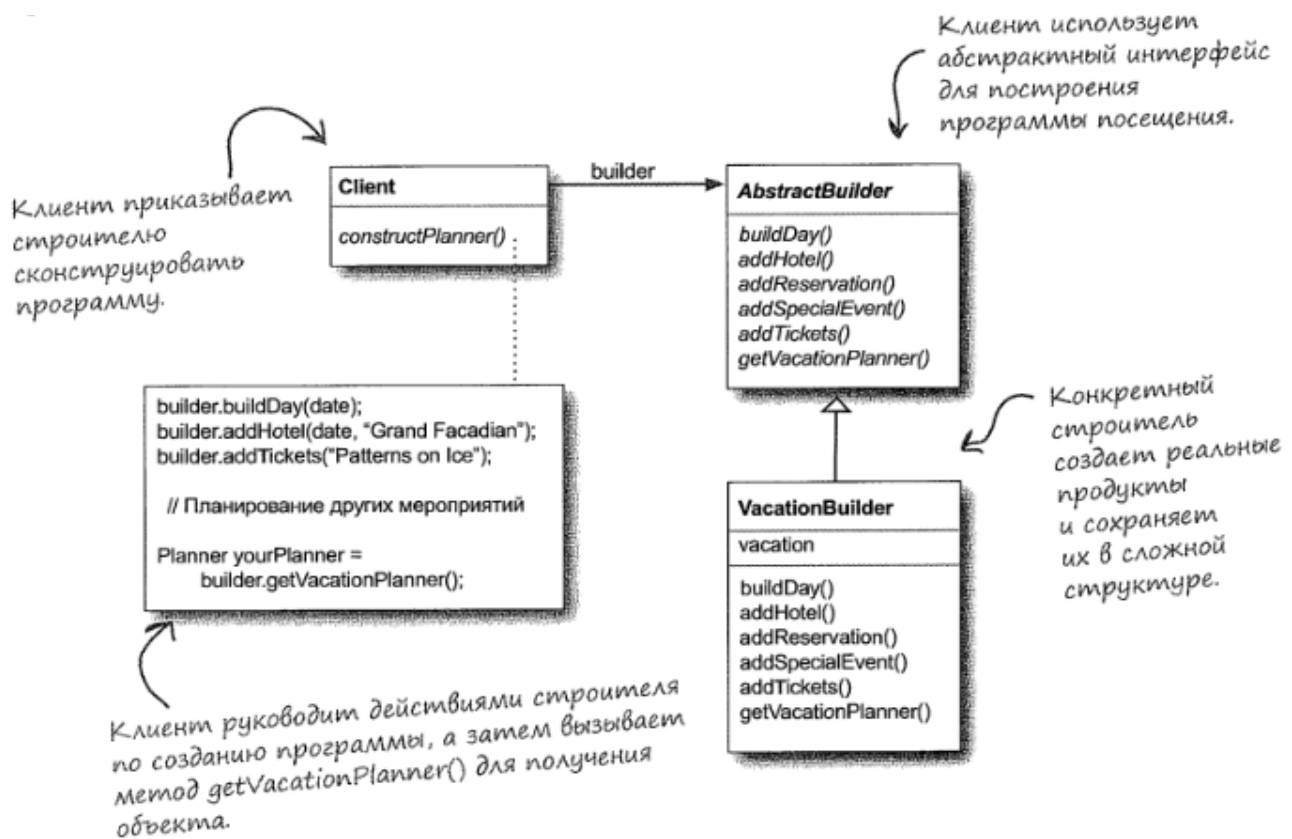 Клиент использует
абстрактный интерфейс
для построения
программы посещения.
Клиент приказывает
строителю
сконструировать
программу.
Client
constructPlanner()
builder
AbstractBuilder
buildDay()
addHotel()
addReservation()
addSpecialEvent()
addTickets()
getVacationPlanner()
builder.buildDay(date);
builder.addHotel(date, “Grand Facadian”);
builder.addTickets("Patterns on Ice");
// Планирование других мероприятий
Planner yourPlanner =
builder.getVacationPlanner();
Конкретный
строитель
создает реальные
продукты
и сохраняет
их в сложной
структуре.
VacationBuilder
vacation
buildDay()
addHotel()
addReservation()
addSpecialEvent()
addTickets()
getVacationPlanner()
Клиент руководит действиями строителя
по созданию программы, а затем вызывает
метод getVacationPlanner() для получения
объекта.